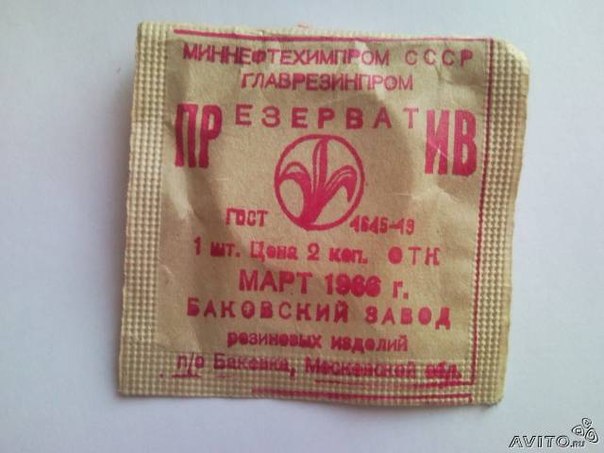 МИННЕФТЕХИМПРОМ СССР
ГЛАВРЕЗИНПРОМ
ПРЕЗЕРВАТИВ
ГОСТ 4645-49
1 шт. Цена 2 коп. ОТК
МАРТ 1966 г.
БАКОВСКИЙ ЗАВОД
резиновых изделий
п/о Баковка, Московской обл.
AVITO.ru